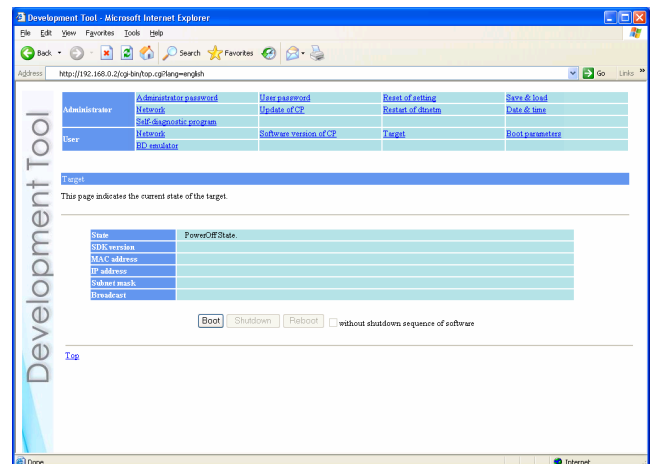 Development Tool - Microsoft Internet Explorer
File Edit View Favorites Tools Help
Back Search Favorites
Address http://192.168.0.2/cgi-bin/top.cgi?lang=english Go Links »
Development Tool
Administrator Administrator password User password Reset of setting Save & load
Network Update of CP Restart of dtnetm Date & time
Self-diagnostic program
User Network Software version of CP Target Boot parameters
BD emulator
Target
This page indicates the current state of the target.
State PowerOffState.
SDK version
MAC address
IP address
Subnet mask
Broadcast
Boot Shutdown Reboot without shutdown sequence of software
Top
Done Internet